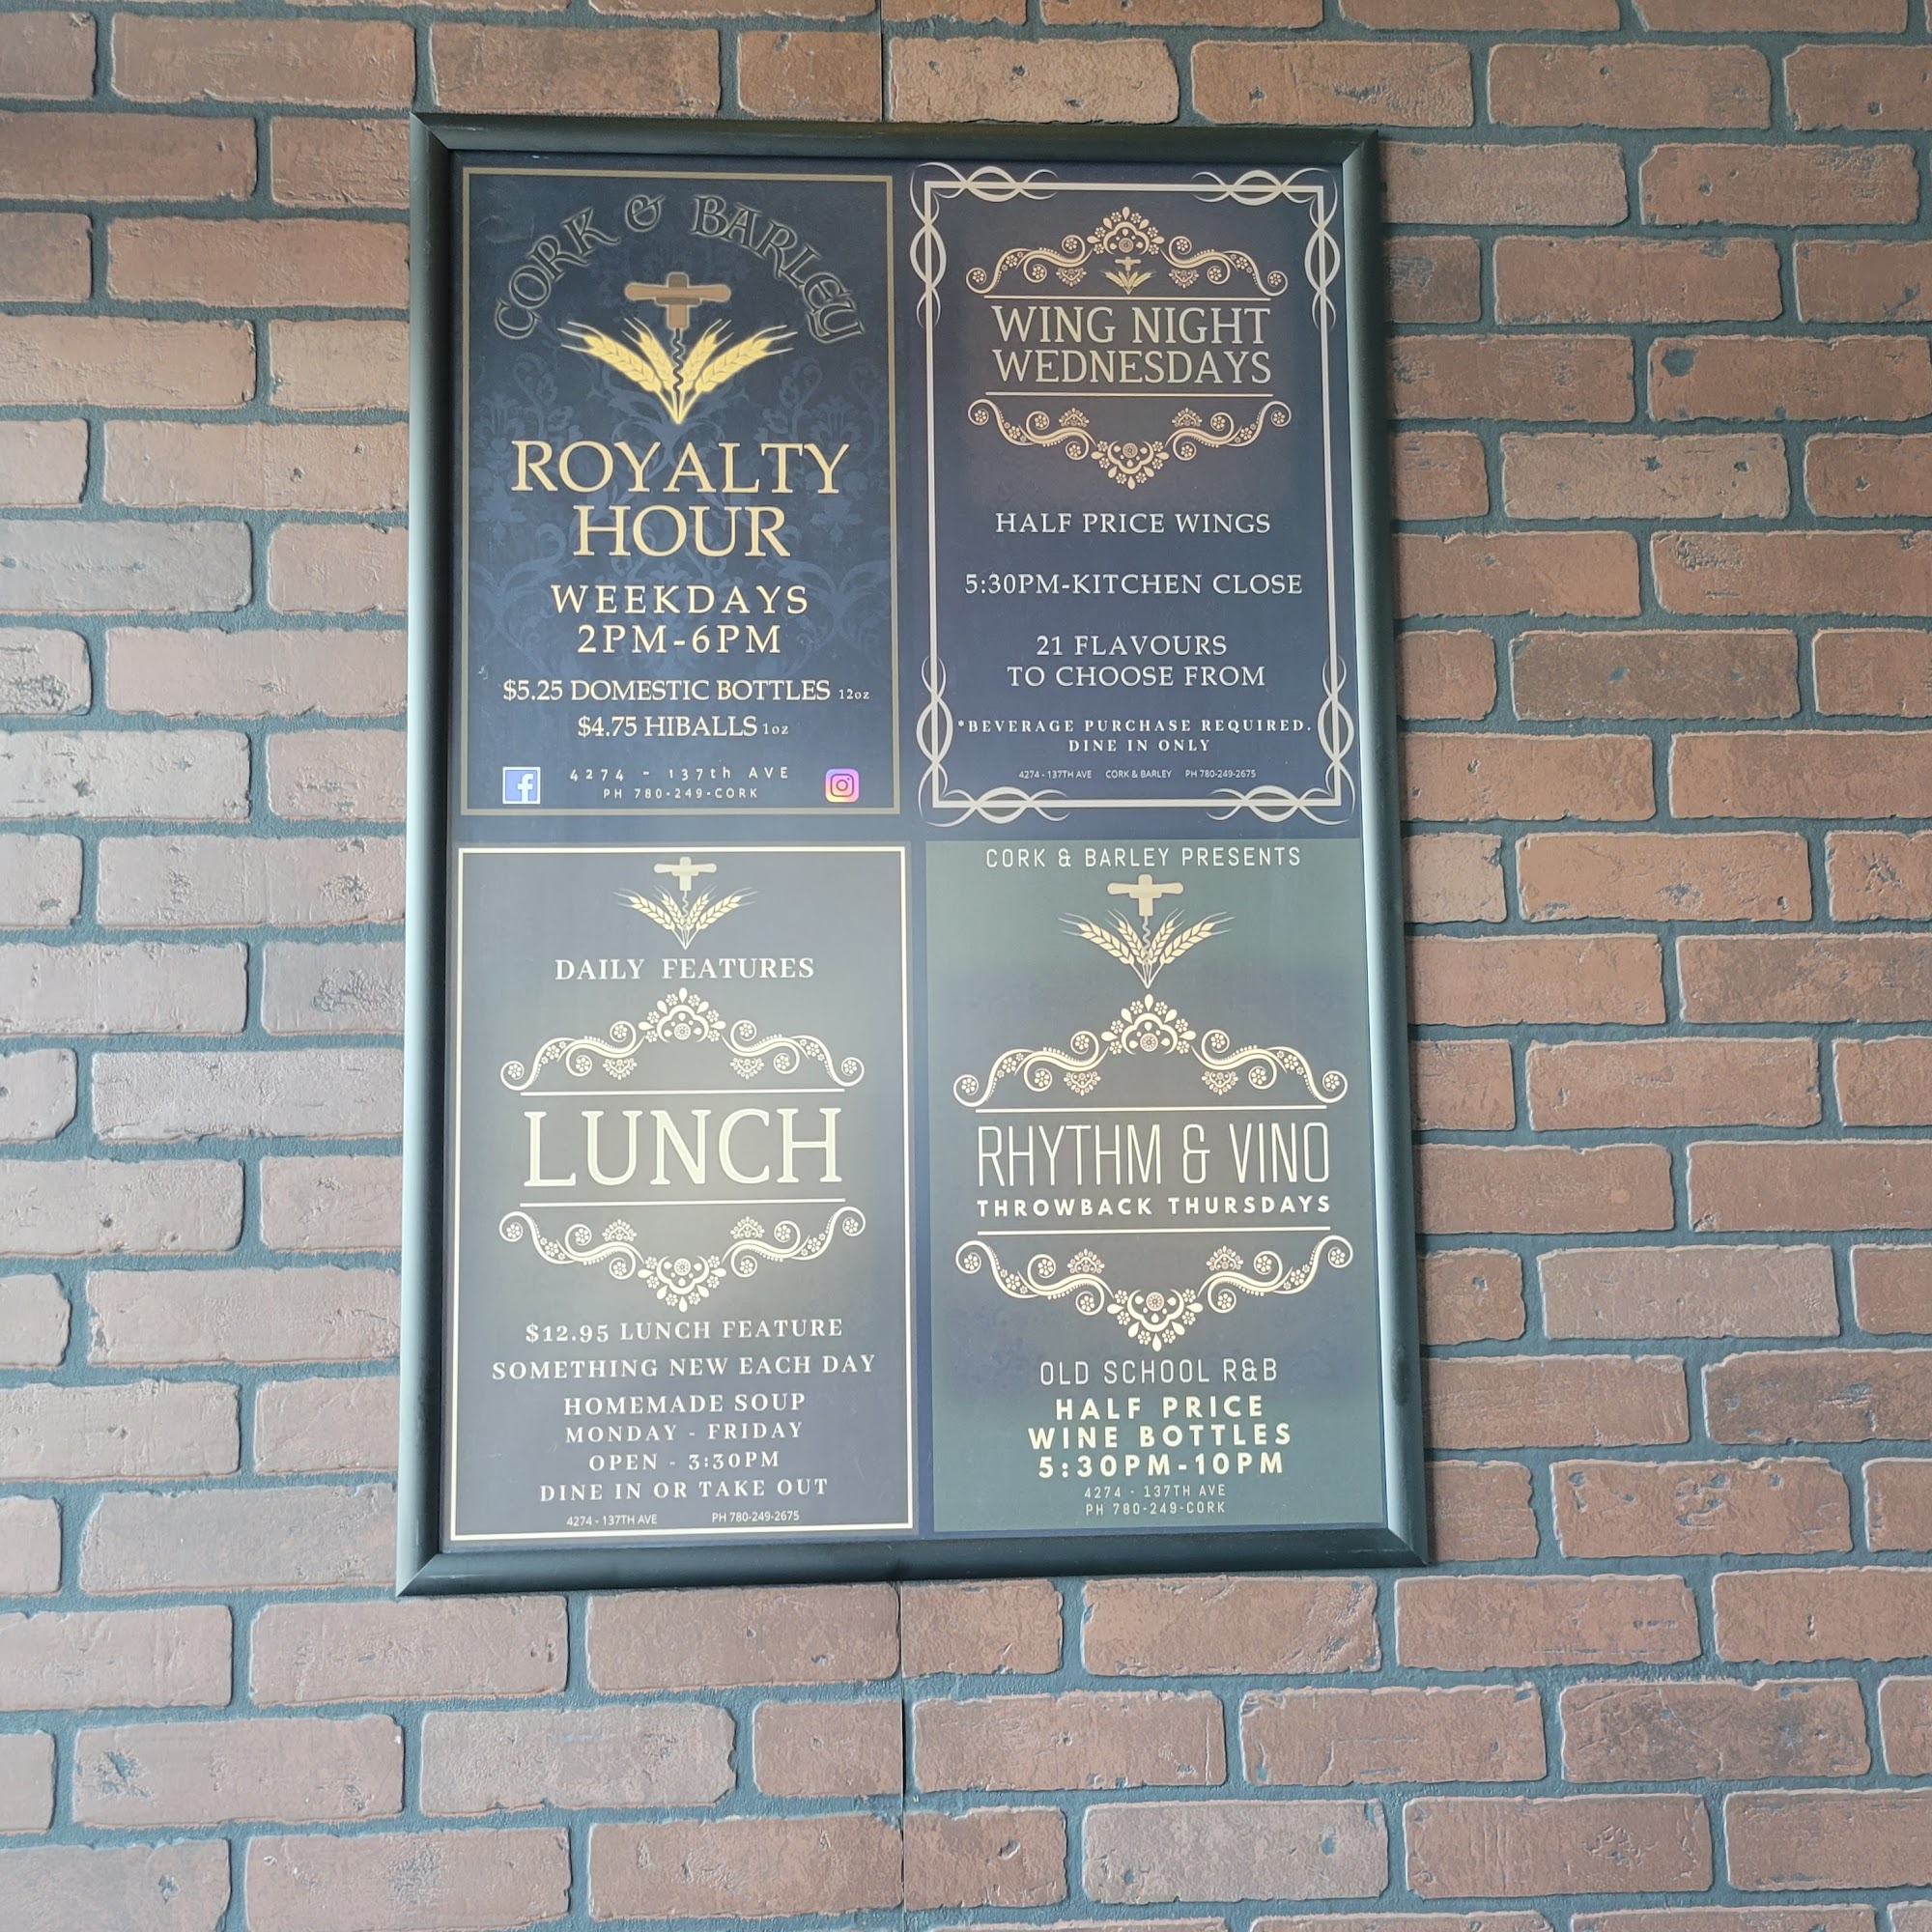 CORK & BARLEY
ROYALTY
HOUR
WEEKDAYS
2PM-6PM
$5.25 DOMESTIC BOTTLES 12oz
$4.75 HIBALLS 1oz
4274 - 137th AVE
PH 780-249-CORK
WING NIGHT
WEDNESDAYS
HALF PRICE WINGS
5:30PM-KITCHEN CLOSE
21 FLAVOURS
TO CHOOSE FROM
*BEVERAGE PURCHASE REQUIRED.
DINE IN ONLY
4274 - 137TH AVE CORK & BARLEY PH 780-249-2675
DAILY FEATURES
LUNCH
$12.95 LUNCH FEATURE
SOMETHING NEW EACH DAY
HOMEMADE SOUP
MONDAY - FRIDAY
OPEN - 3:30PM
DINE IN OR TAKE OUT
4274 - 137TH AVE PH 780-249-2675
CORK & BARLEY PRESENTS
RHYTHM & VINO
THROWBACK THURSDAYS
OLD SCHOOL R&B
HALF PRICE
WINE BOTTLES
5:30PM-10PM
4274 - 137TH AVE
PH 780-249-CORK